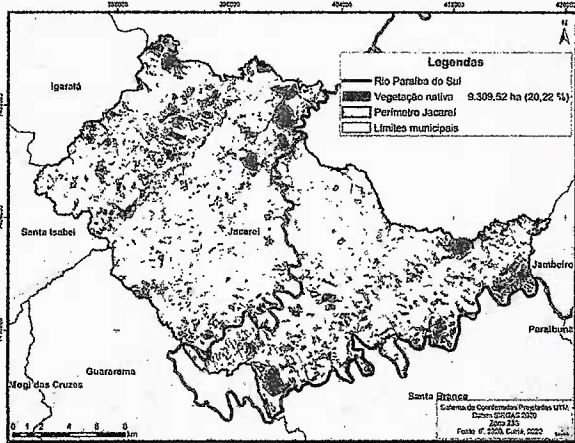 Legendas
Rio Paraíba do Sul
Vegetação nativa 9.309,52 ha (20,22 %)
Perímetro Jacareí
Limites municipais
N
Igaratá
Santa Isabel
Jacareí
Jambeiro
Paraibuna
Guararema
Mogi das Cruzes
Santa Branca
Sistema de Coordenadas Projetadas UTM
Datum SIRGAS 2000
Zona 23S
0 1 2 4 6 8
km